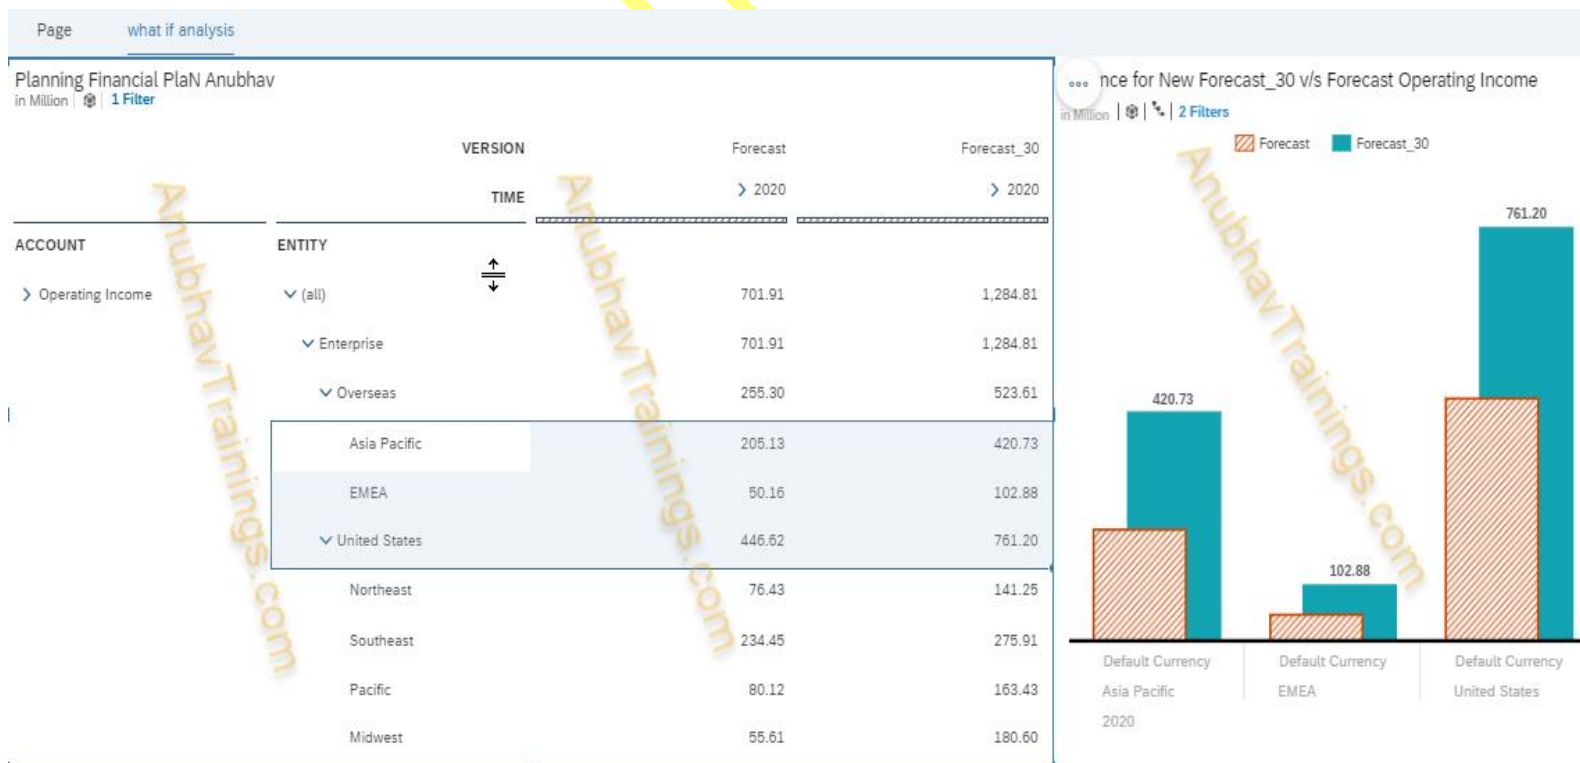 Page what if analysis
Planning Financial PlaN Anubhav
in Million 1 Filter
VERSION Forecast Forecast_30
TIME 2020 2020
ACCOUNT ENTITY
Operating Income (all) 701.91 1,284.81
Enterprise 701.91 1,284.81
Overseas 255.30 523.61
Asia Pacific 205.13 420.73
EMEA 50.16 102.88
United States 446.62 761.20
Northeast 76.43 141.25
Southeast 234.45 275.91
Pacific 80.12 163.43
Midwest 55.61 180.60
AnubhavTrainings.com
AnubhavTrainings.com
nce for New Forecast_30 v/s Forecast Operating Income
in Million 2 Filters
Forecast Forecast_30
761.20
420.73
102.88
Default Currency Default Currency Default Currency
Asia Pacific EMEA United States
2020
AnubhavTrainings.com